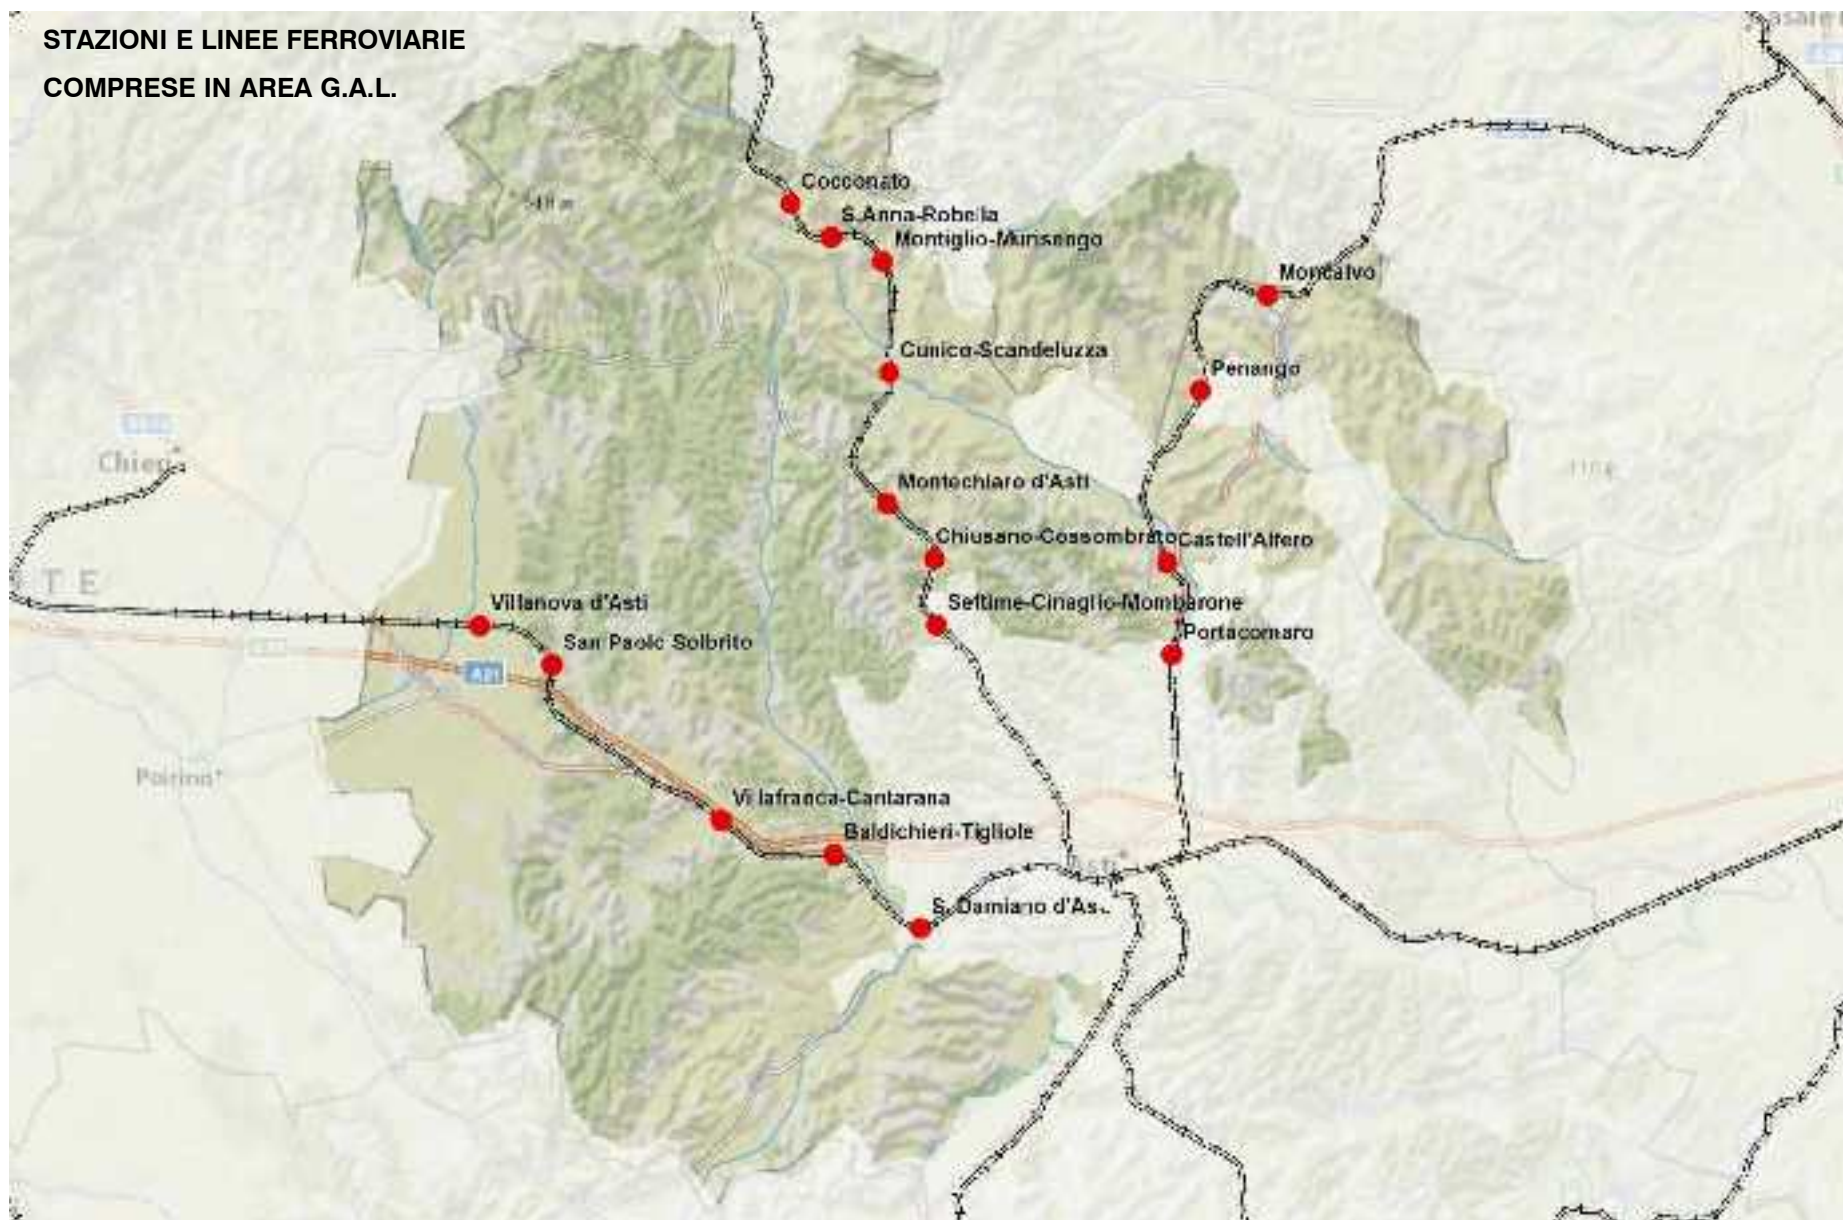 STAZIONI E LINEE FERROVIARIE
COMPRESE IN AREA G.A.L.
Cocconato
S.Anna-Robella
Montiglio-Murisengo
Moncalvo
Cunico-Scandeluzza
Penango
Montechiaro d'Asti
Chiusano-Cossombrato
Castell'Alfero
TE
Villanova d'Asti
Settime-Cinaglio-Mombarone
San Paolo Solbrito
Portacomaro
A21
Poirino
Villafranca-Cantarana
Baldichieri-Tigliole
Asti
S. Damiano d'Asti